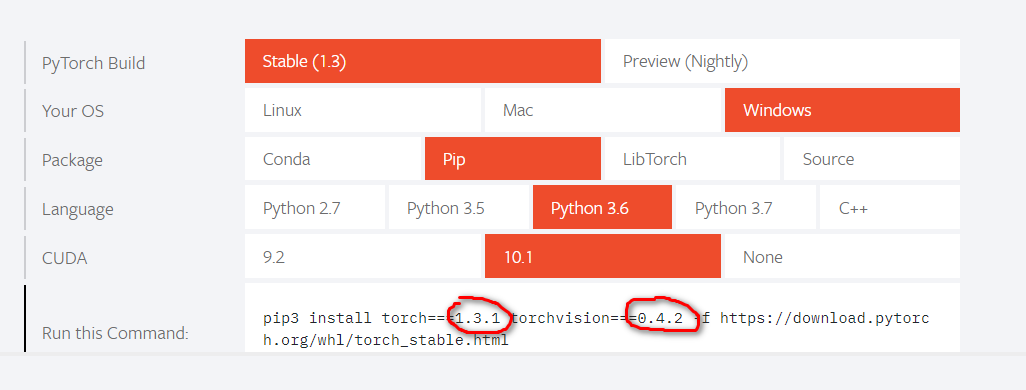 PyTorch Build Stable (1.3) Preview (Nightly)
Your OS Linux Mac Windows
Package Conda Pip LibTorch Source
Language Python 2.7 Python 3.5 Python 3.6 Python 3.7 C++
CUDA 9.2 10.1 None
Run this Command: pip3 install torch===1.3.1 torchvision===0.4.2 -f https://download.pytorc
h.org/whl/torch_stable.html